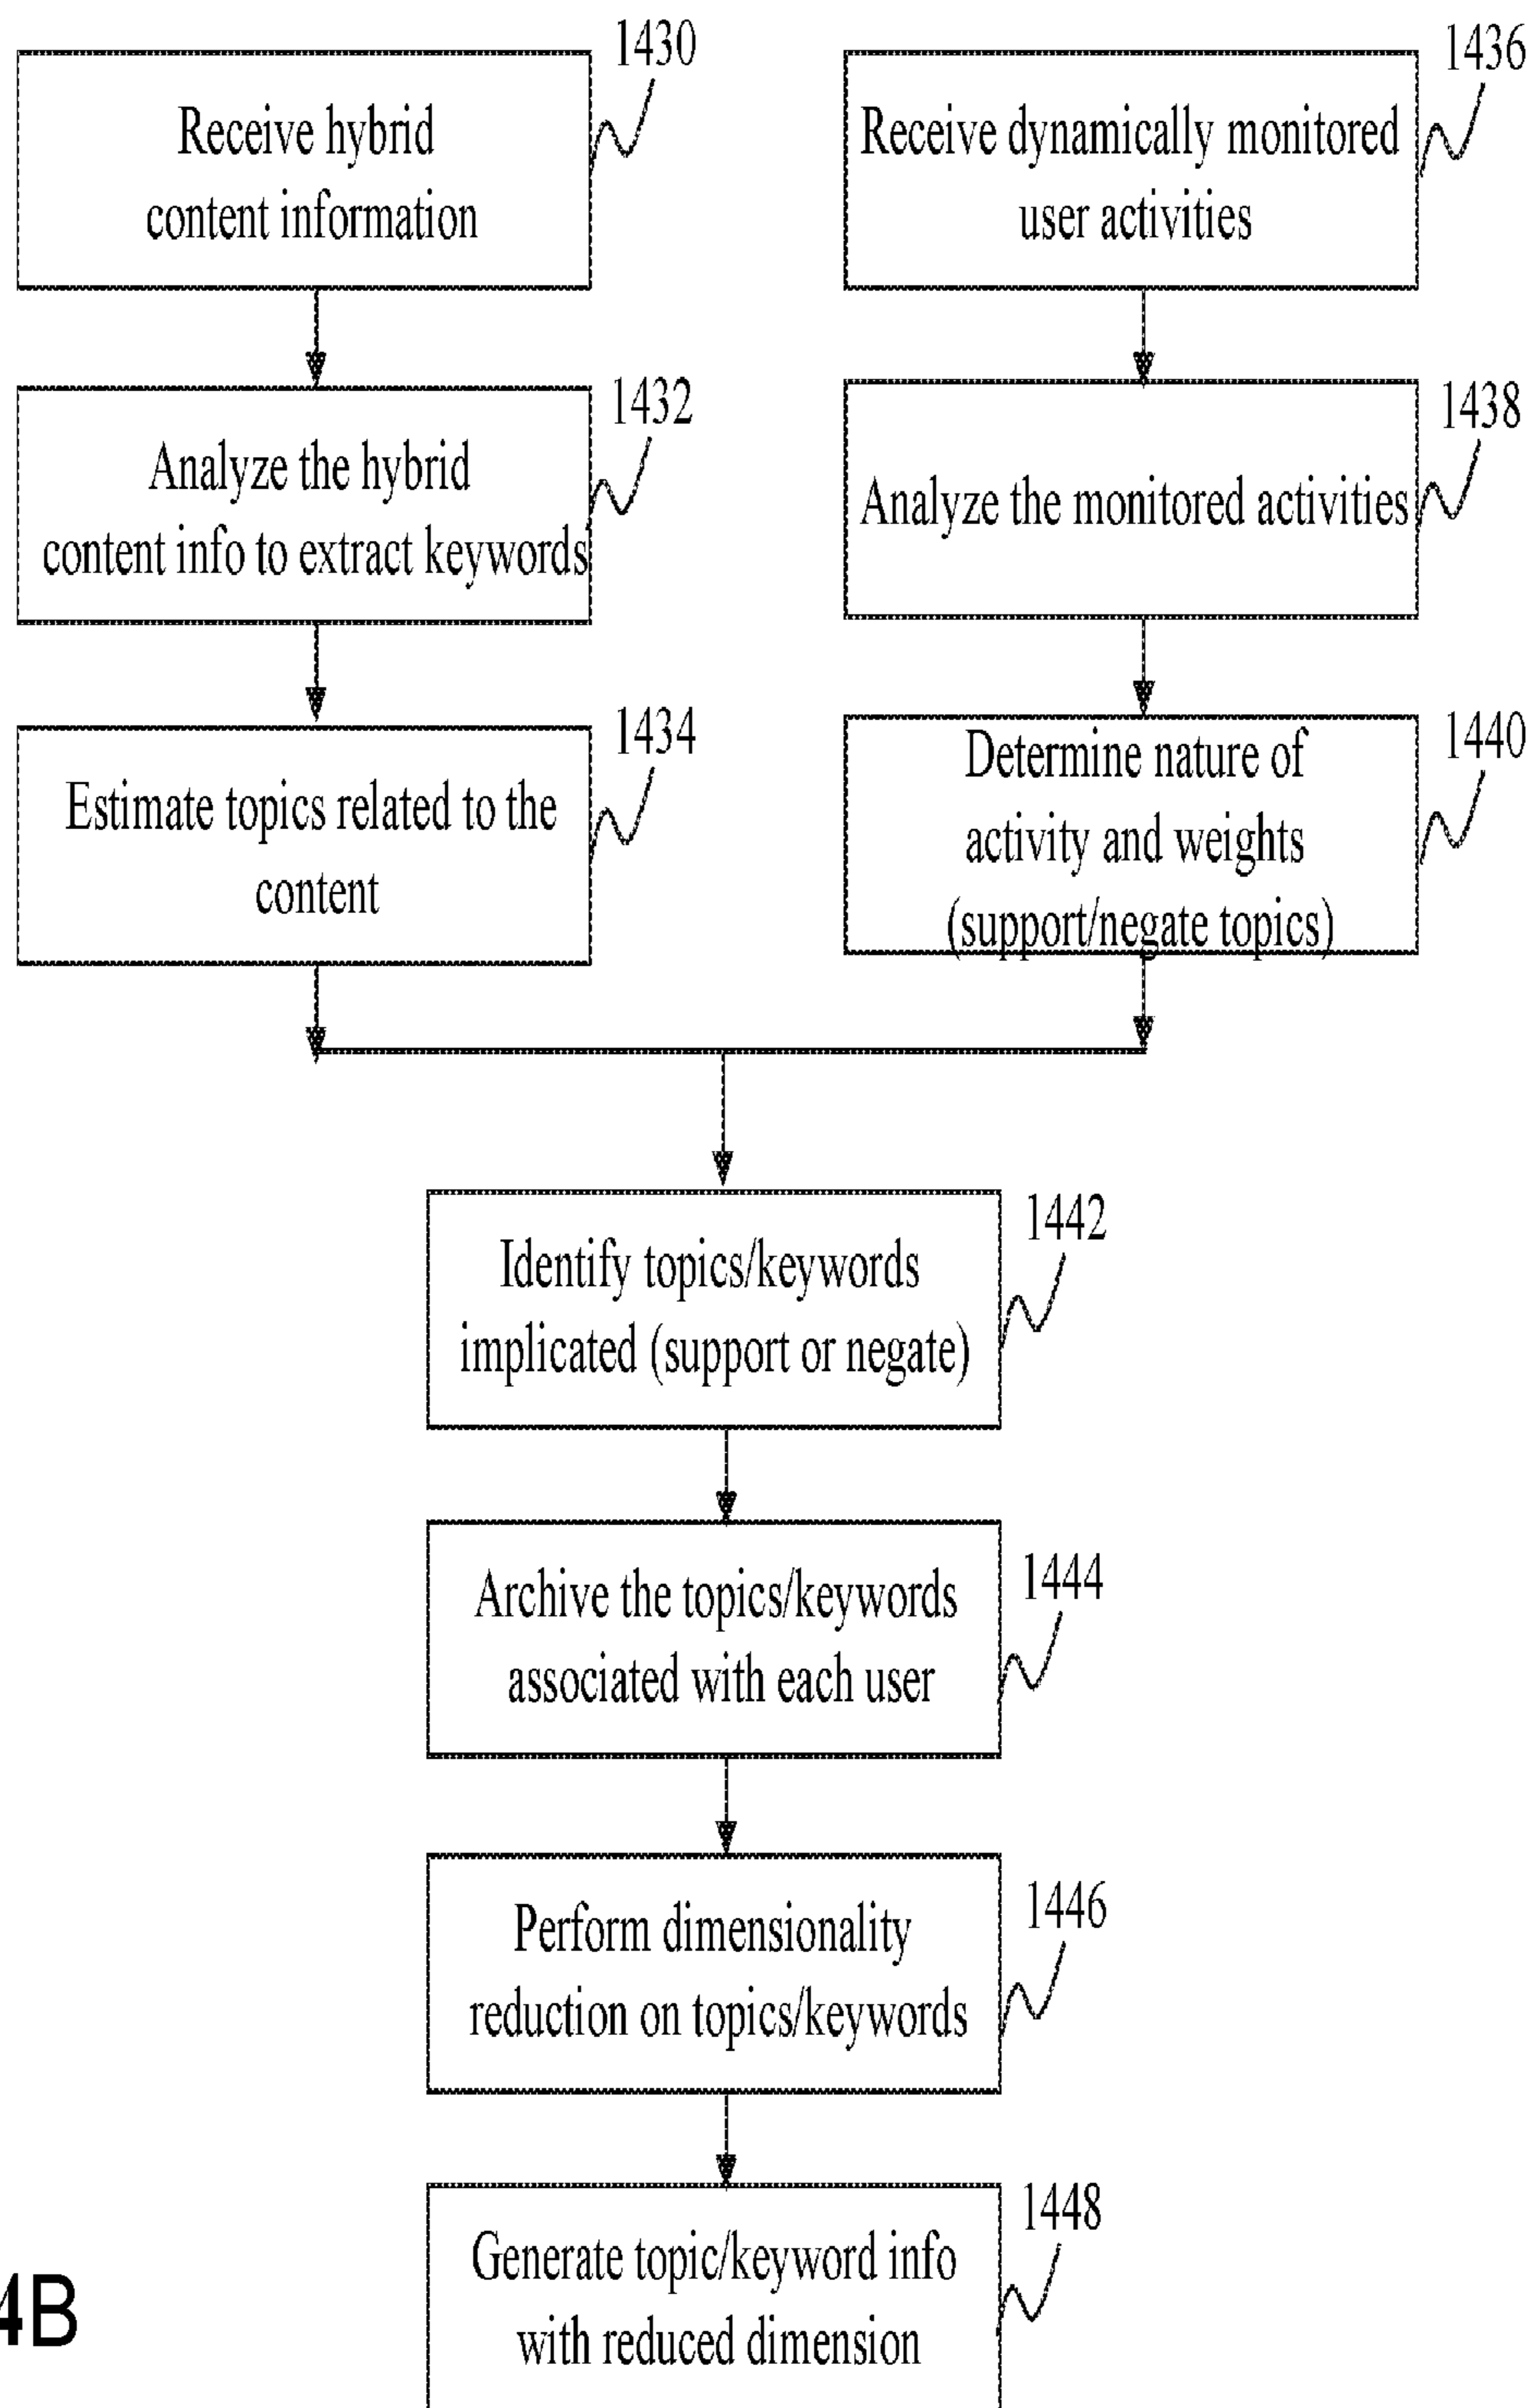 1430
Receive hybrid
content information
1436
Receive dynamically monitored
user activities
1432
Analyze the hybrid
content info to extract keywords
1438
Analyze the monitored activities
1434
Estimate topics related to the
content
1440
Determine nature of
activity and weights
(support/negate topics)
1442
Identify topics/keywords
implicated (support or negate)
1444
Archive the topics/keywords
associated with each user
1446
Perform dimensionality
reduction on topics/keywords
1448
Generate topic/keyword info
with reduced dimension
4B